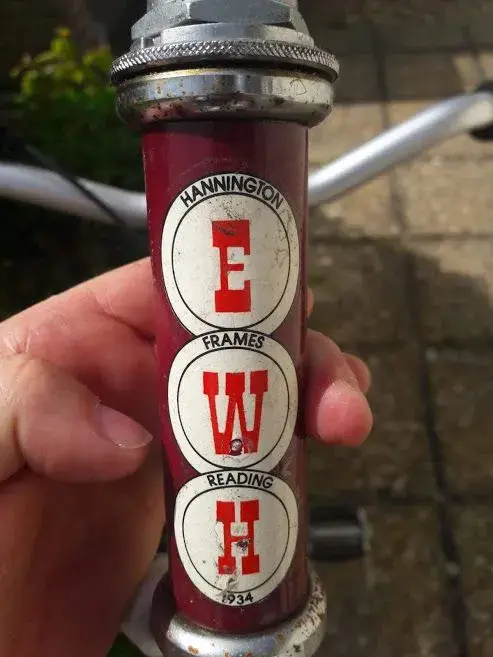 HANNINGTON
E
FRAMES
W
READING
H
1934